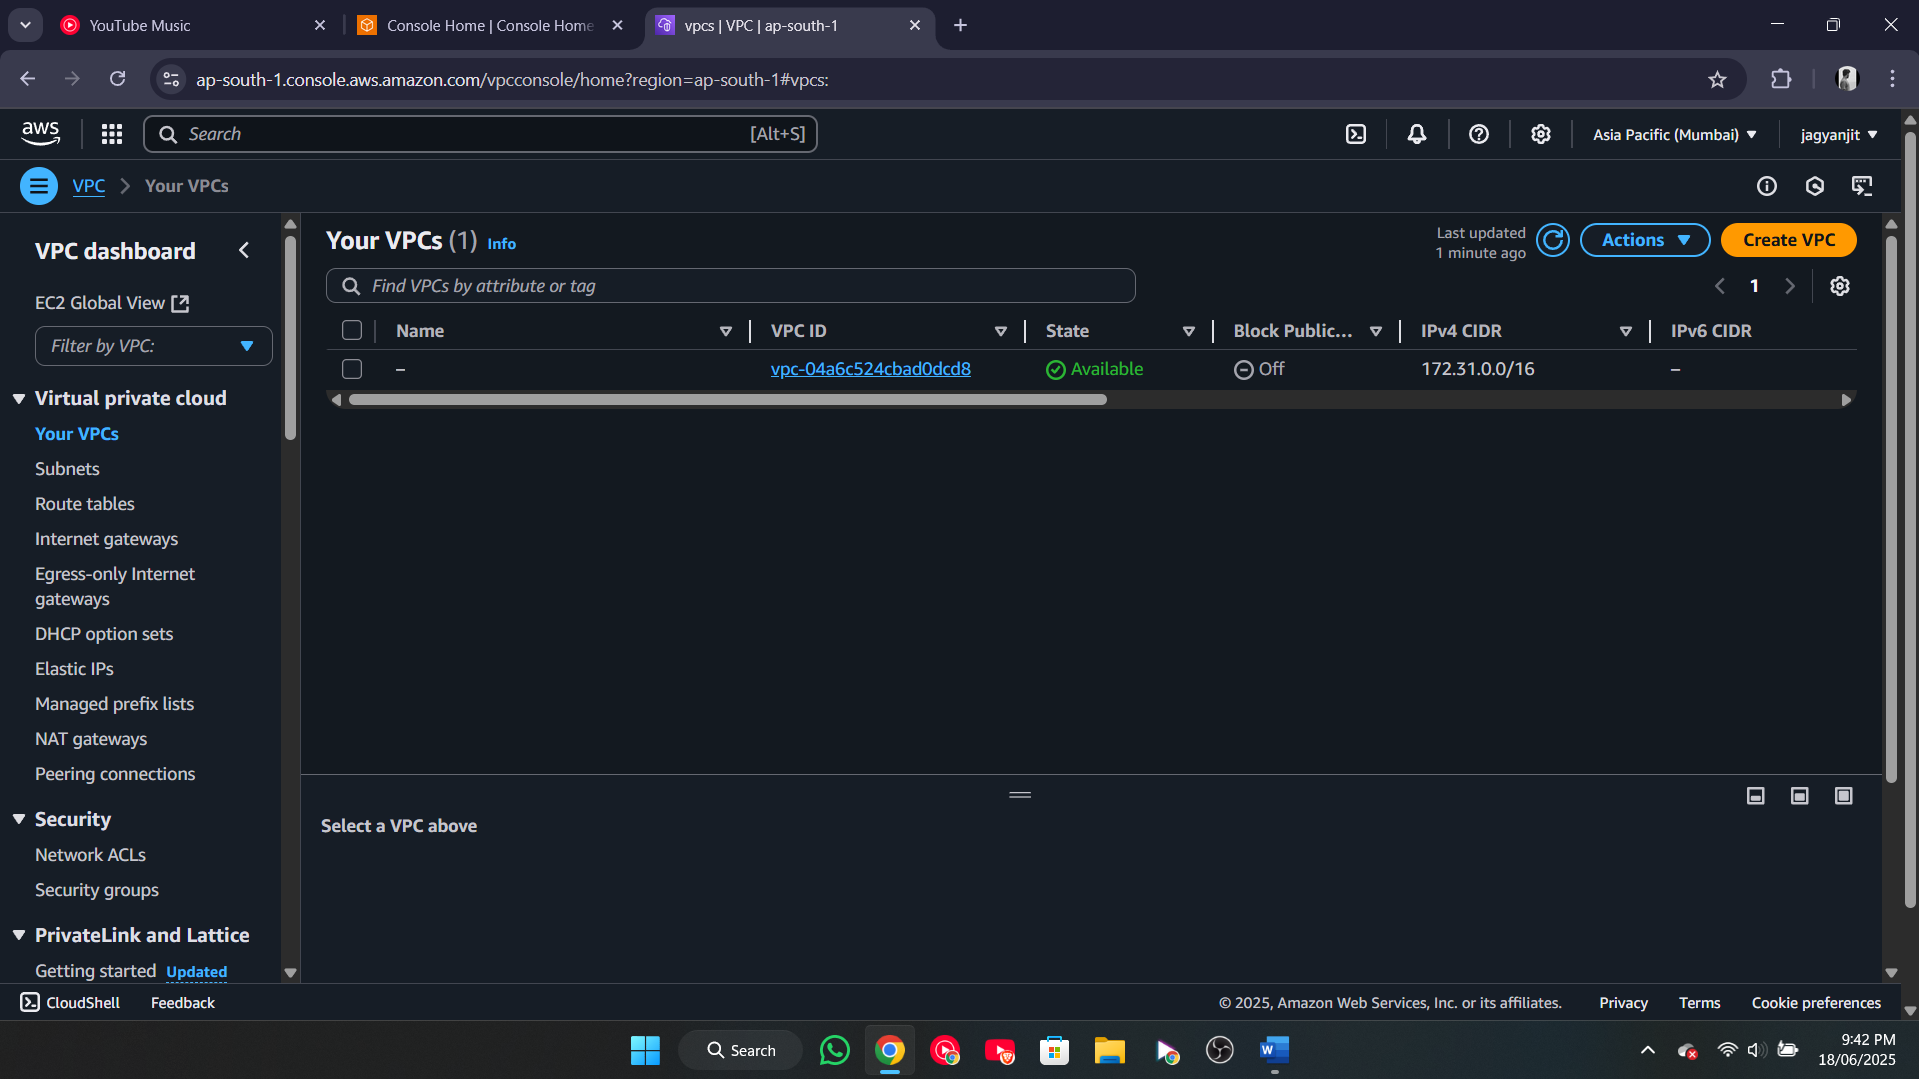 YouTube Music
Console Home | Console Home
vpcs | VPC | ap-south-1
ap-south-1.console.aws.amazon.com/vpcconsole/home?region=ap-south-1#vpcs:
aws
Search [Alt+S]
Asia Pacific (Mumbai)
jagyanjit
VPC
Your VPCs
VPC dashboard
EC2 Global View
Filter by VPC:
Virtual private cloud
Your VPCs
Subnets
Route tables
Internet gateways
Egress-only Internet
gateways
DHCP option sets
Elastic IPs
Managed prefix lists
NAT gateways
Peering connections
Security
Network ACLs
Security groups
PrivateLink and Lattice
Getting started Updated
Your VPCs (1) Info
Last updated
1 minute ago
Actions
Create VPC
Find VPCs by attribute or tag
1
Name VPC ID State Block Public... IPv4 CIDR IPv6 CIDR
– vpc-04a6c524cbad0dcd8 Available Off 172.31.0.0/16 –
Select a VPC above
CloudShell Feedback
© 2025, Amazon Web Services, Inc. or its affiliates. Privacy Terms Cookie preferences
Search
W
9:42 PM
18/06/2025